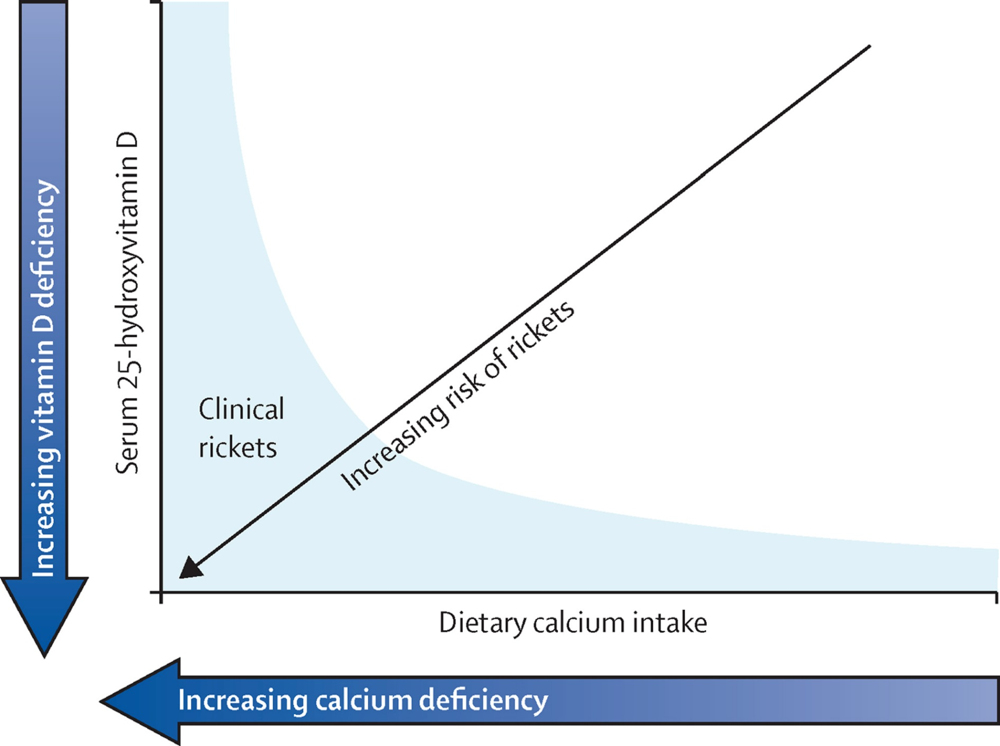 Increasing vitamin D deficiency
Serum 25-hydroxyvitamin D
Clinical
rickets
Increasing risk of rickets
Dietary calcium intake
Increasing calcium deficiency